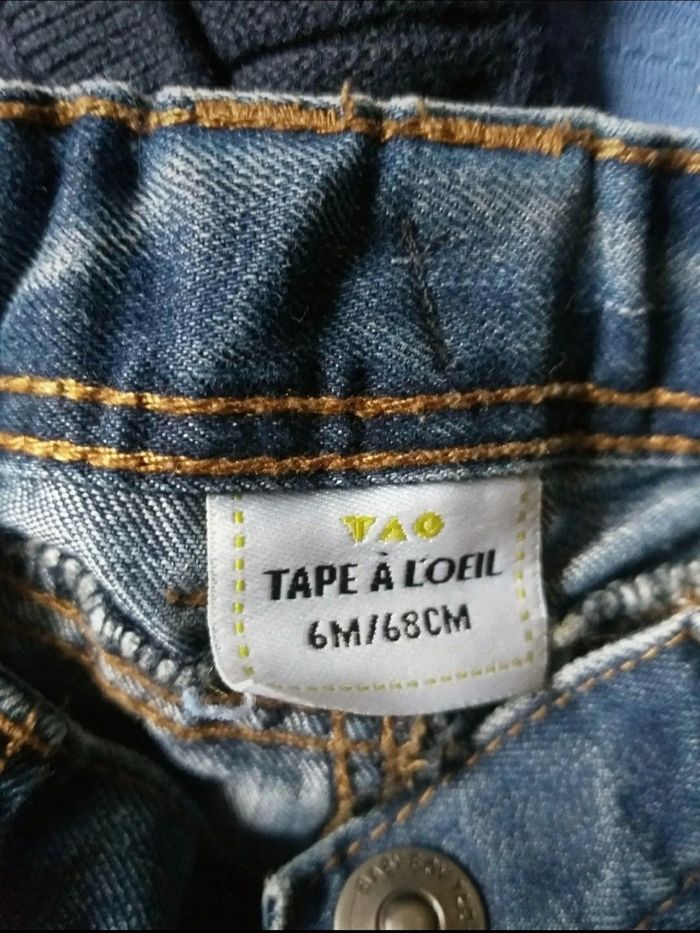 TAO
TAPE À L'OEIL
6M/68CM